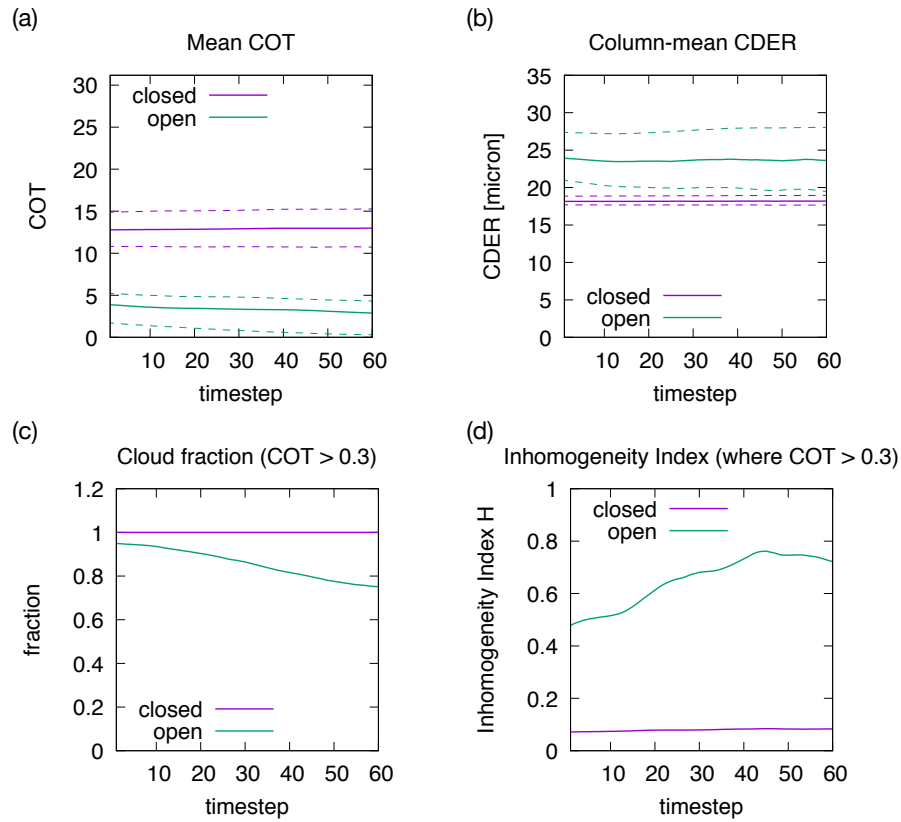 (a)
Mean COT
closed
open
30
25
20
15
10
5
0
COT
10 20 30 40 50 60
timestep
(b)
Column-mean CDER
35
30
25
20
15
10
5
0
CDER [micron]
closed
open
10 20 30 40 50 60
timestep
(c)
Cloud fraction (COT > 0.3)
1.2
1
0.8
0.6
0.4
0.2
0
fraction
closed
open
10 20 30 40 50 60
timestep
(d)
Inhomogeneity Index (where COT > 0.3)
closed
open
1
0.8
0.6
0.4
0.2
0
Inhomogeneity Index H
10 20 30 40 50 60
timestep